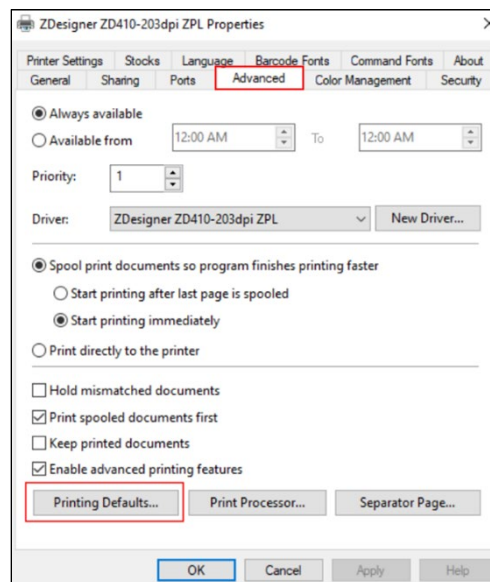 ZDesigner ZD410-203dpi ZPL Properties
Printer Settings Stocks Language Barcode Fonts Command Fonts About
General Sharing Ports Advanced Color Management Security
Always available
Available from 12:00 AM To 12:00 AM
Priority: 1
Driver: ZDesigner ZD410-203dpi ZPL New Driver...
Spool print documents so program finishes printing faster
Start printing after last page is spooled
Start printing immediately
Print directly to the printer
Hold mismatched documents
Print spooled documents first
Keep printed documents
Enable advanced printing features
Printing Defaults... Print Processor... Separator Page...
OK Cancel Apply Help